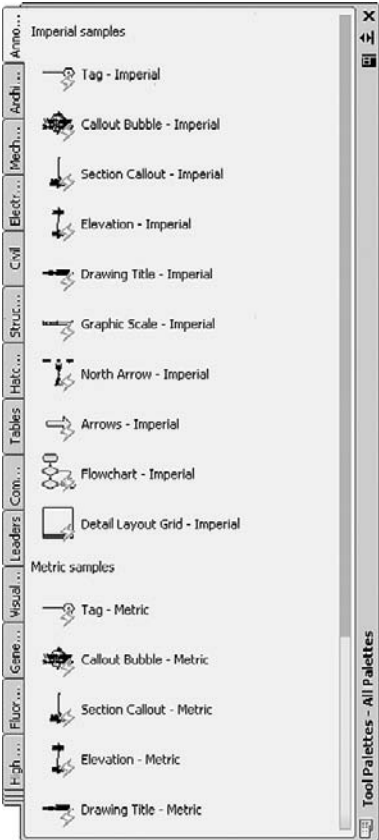 Anno...
Archi...
Mech...
Electr...
Civil
Struc...
Hatc...
Tables
Com...
Leaders
Visual ...
Gene...
Fluor...
High ...
Imperial samples
Tag - Imperial
Callout Bubble - Imperial
Section Callout - Imperial
Elevation - Imperial
Drawing Title - Imperial
Graphic Scale - Imperial
North Arrow - Imperial
Arrows - Imperial
Flowchart - Imperial
Detail Layout Grid - Imperial
Metric samples
Tag - Metric
Callout Bubble - Metric
Section Callout - Metric
Elevation - Metric
Drawing Title - Metric
Tool Palettes - All Palettes